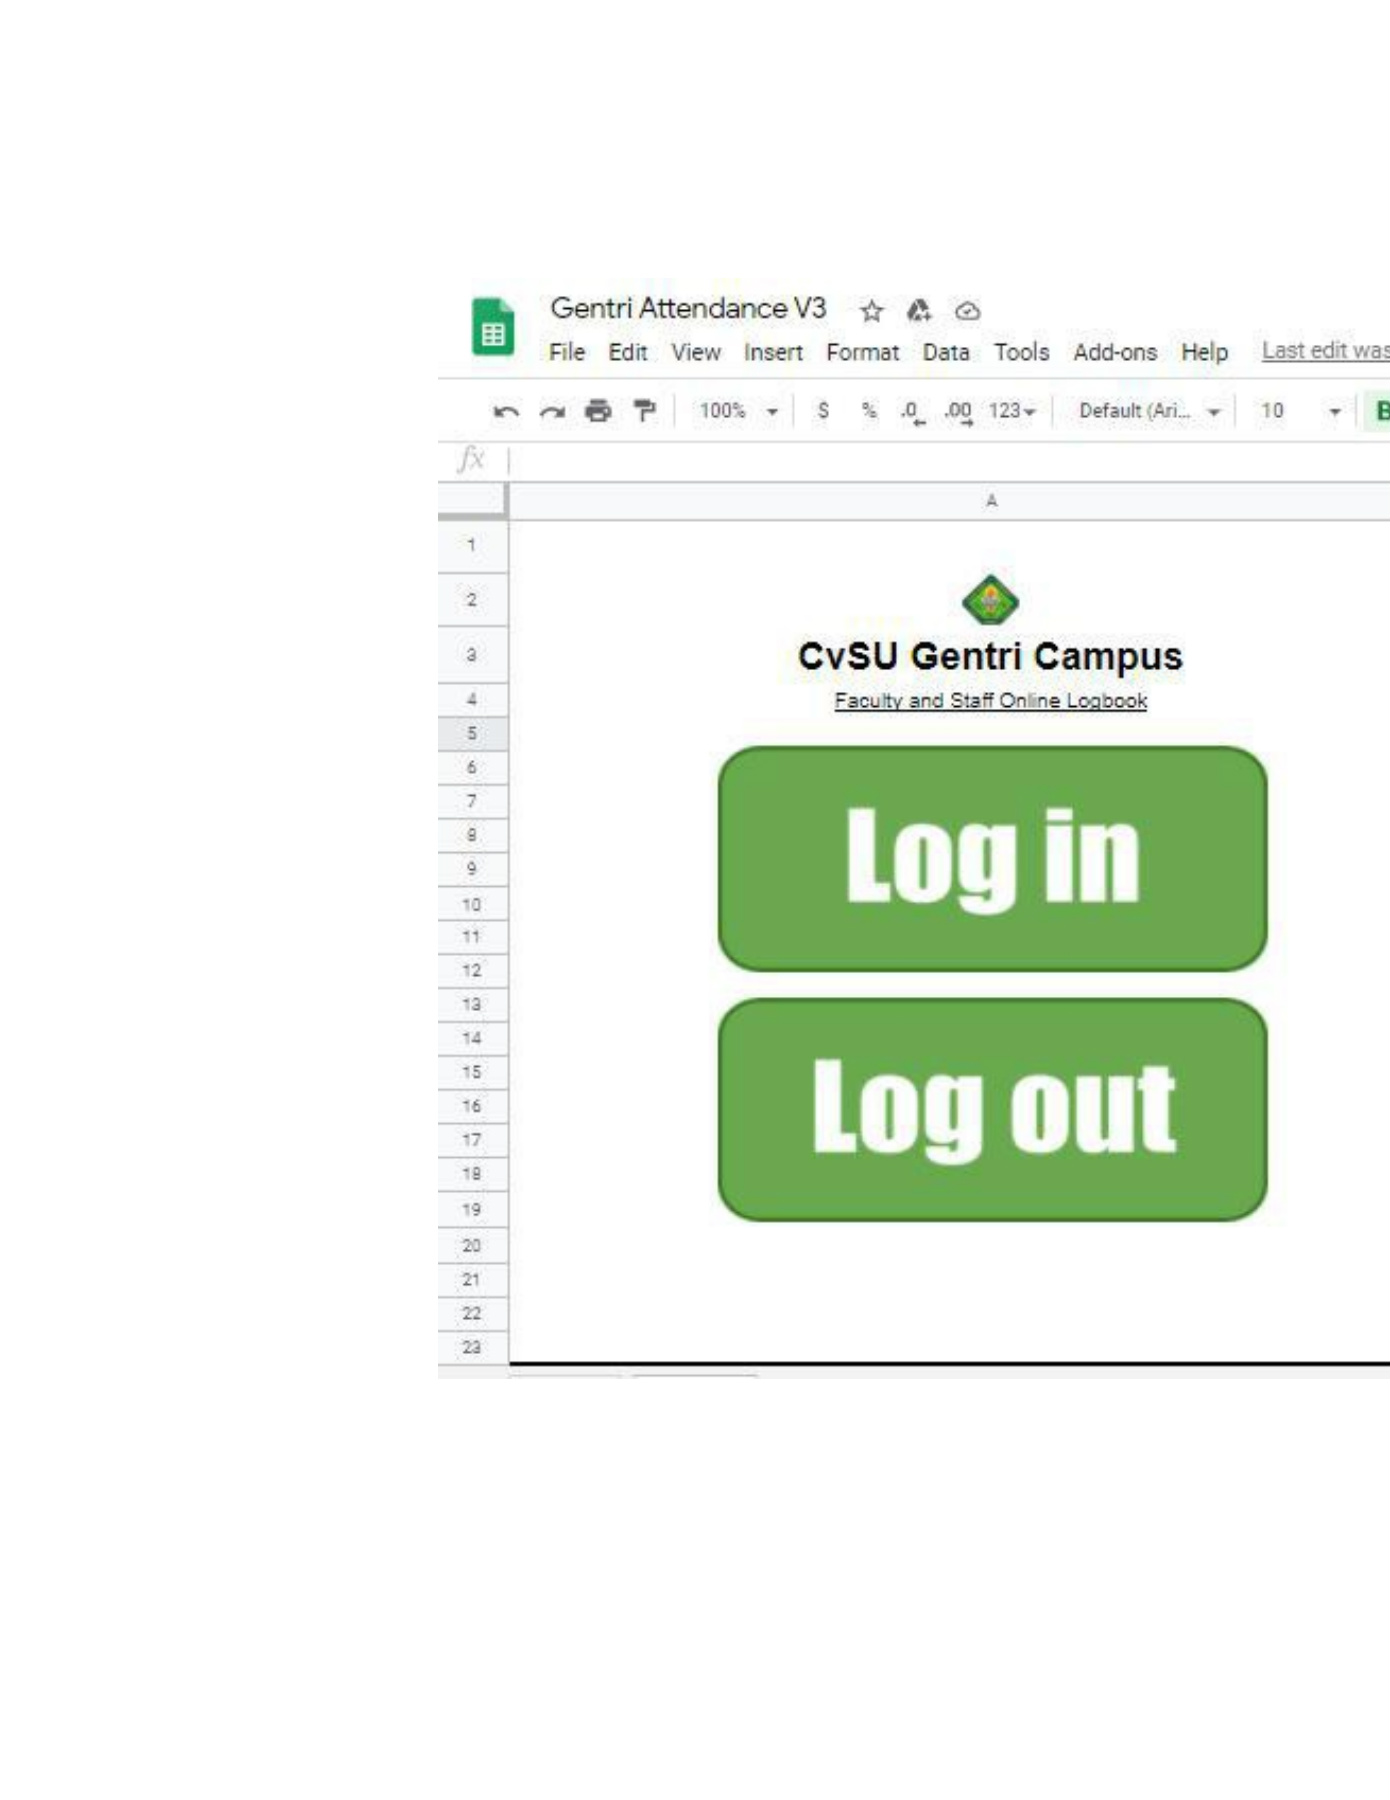 Gentri Attendance V3
File Edit View Insert Format Data Tools Add-ons Help Last edit was
100% $ % .0 .00 123 Default (Ari... 10 B
fx
A
1
2
3 CvSU Gentri Campus
4 Faculty and Staff Online Logbook
5
6
7
8
9 Log in
10
11
12
13
14
15
16 Log out
17
18
19
20
21
22
23